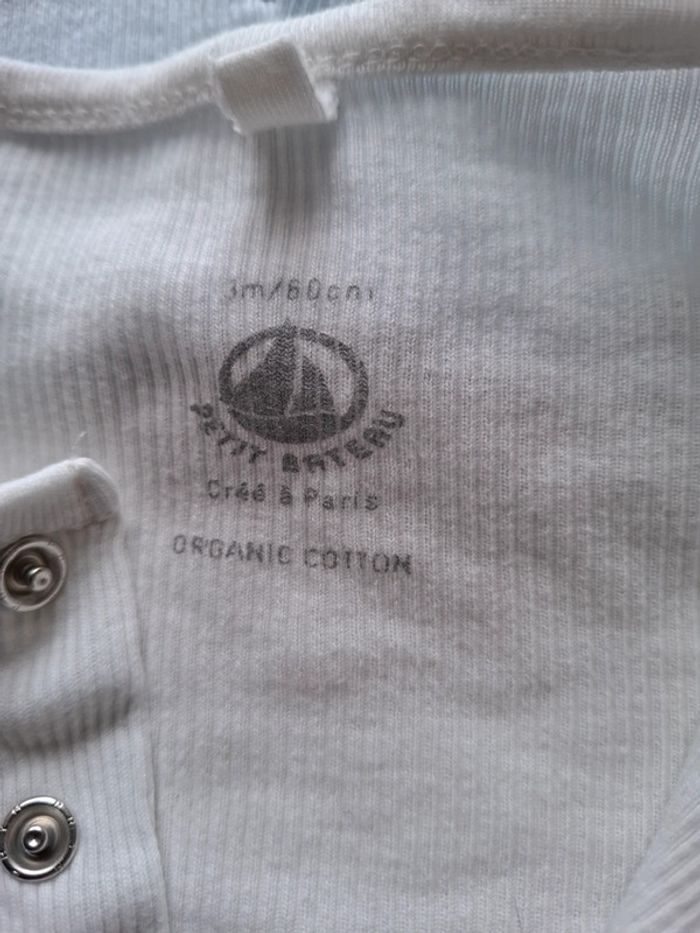 3m/60cm
PETIT BATEAU
Créé à Paris
ORGANIC COTTON